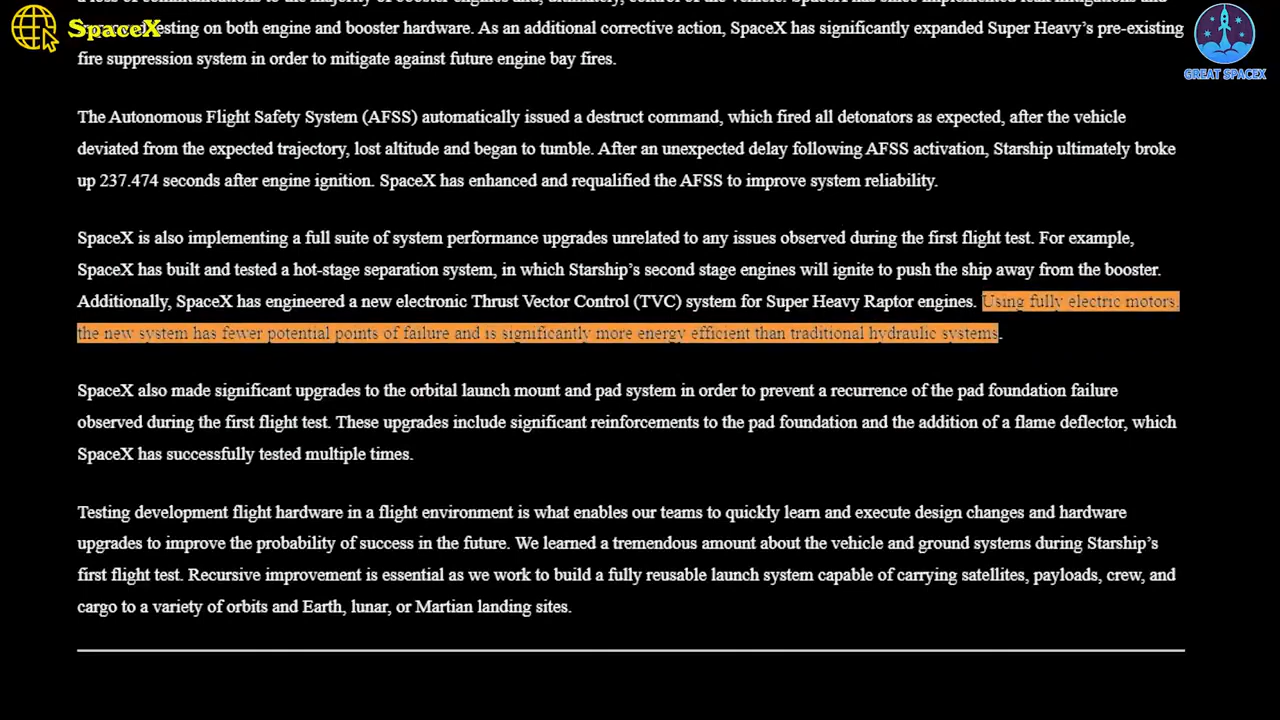 SpaceX
GREAT SPACEX
testing on both engine and booster hardware. As an additional corrective action, SpaceX has significantly expanded Super Heavy’s pre-existing
fire suppression system in order to mitigate against future engine bay fires.
The Autonomous Flight Safety System (AFSS) automatically issued a destruct command, which fired all detonators as expected, after the vehicle
deviated from the expected trajectory, lost altitude and began to tumble. After an unexpected delay following AFSS activation, Starship ultimately broke
up 237.474 seconds after engine ignition. SpaceX has enhanced and requalified the AFSS to improve system reliability.
SpaceX is also implementing a full suite of system performance upgrades unrelated to any issues observed during the first flight test. For example,
SpaceX has built and tested a hot-stage separation system, in which Starship’s second stage engines will ignite to push the ship away from the booster.
Additionally, SpaceX has engineered a new electronic Thrust Vector Control (TVC) system for Super Heavy Raptor engines. Using fully electric motors,
the new system has fewer potential points of failure and is significantly more energy efficient than traditional hydraulic systems.
SpaceX also made significant upgrades to the orbital launch mount and pad system in order to prevent a recurrence of the pad foundation failure
observed during the first flight test. These upgrades include significant reinforcements to the pad foundation and the addition of a flame deflector, which
SpaceX has successfully tested multiple times.
Testing development flight hardware in a flight environment is what enables our teams to quickly learn and execute design changes and hardware
upgrades to improve the probability of success in the future. We learned a tremendous amount about the vehicle and ground systems during Starship’s
first flight test. Recursive improvement is essential as we work to build a fully reusable launch system capable of carrying satellites, payloads, crew, and
cargo to a variety of orbits and Earth, lunar, or Martian landing sites.